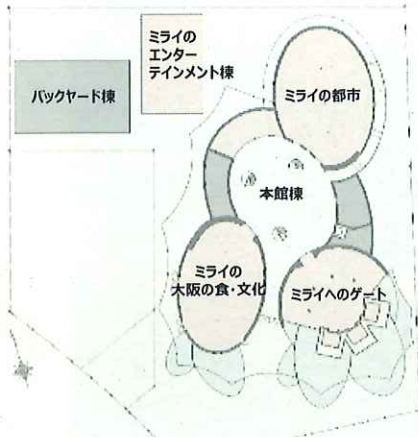 ミライの
エンター
テインメント棟
バックヤード棟
ミライの都市
本館棟
ミライの
大阪の食・文化
ミライへのゲート